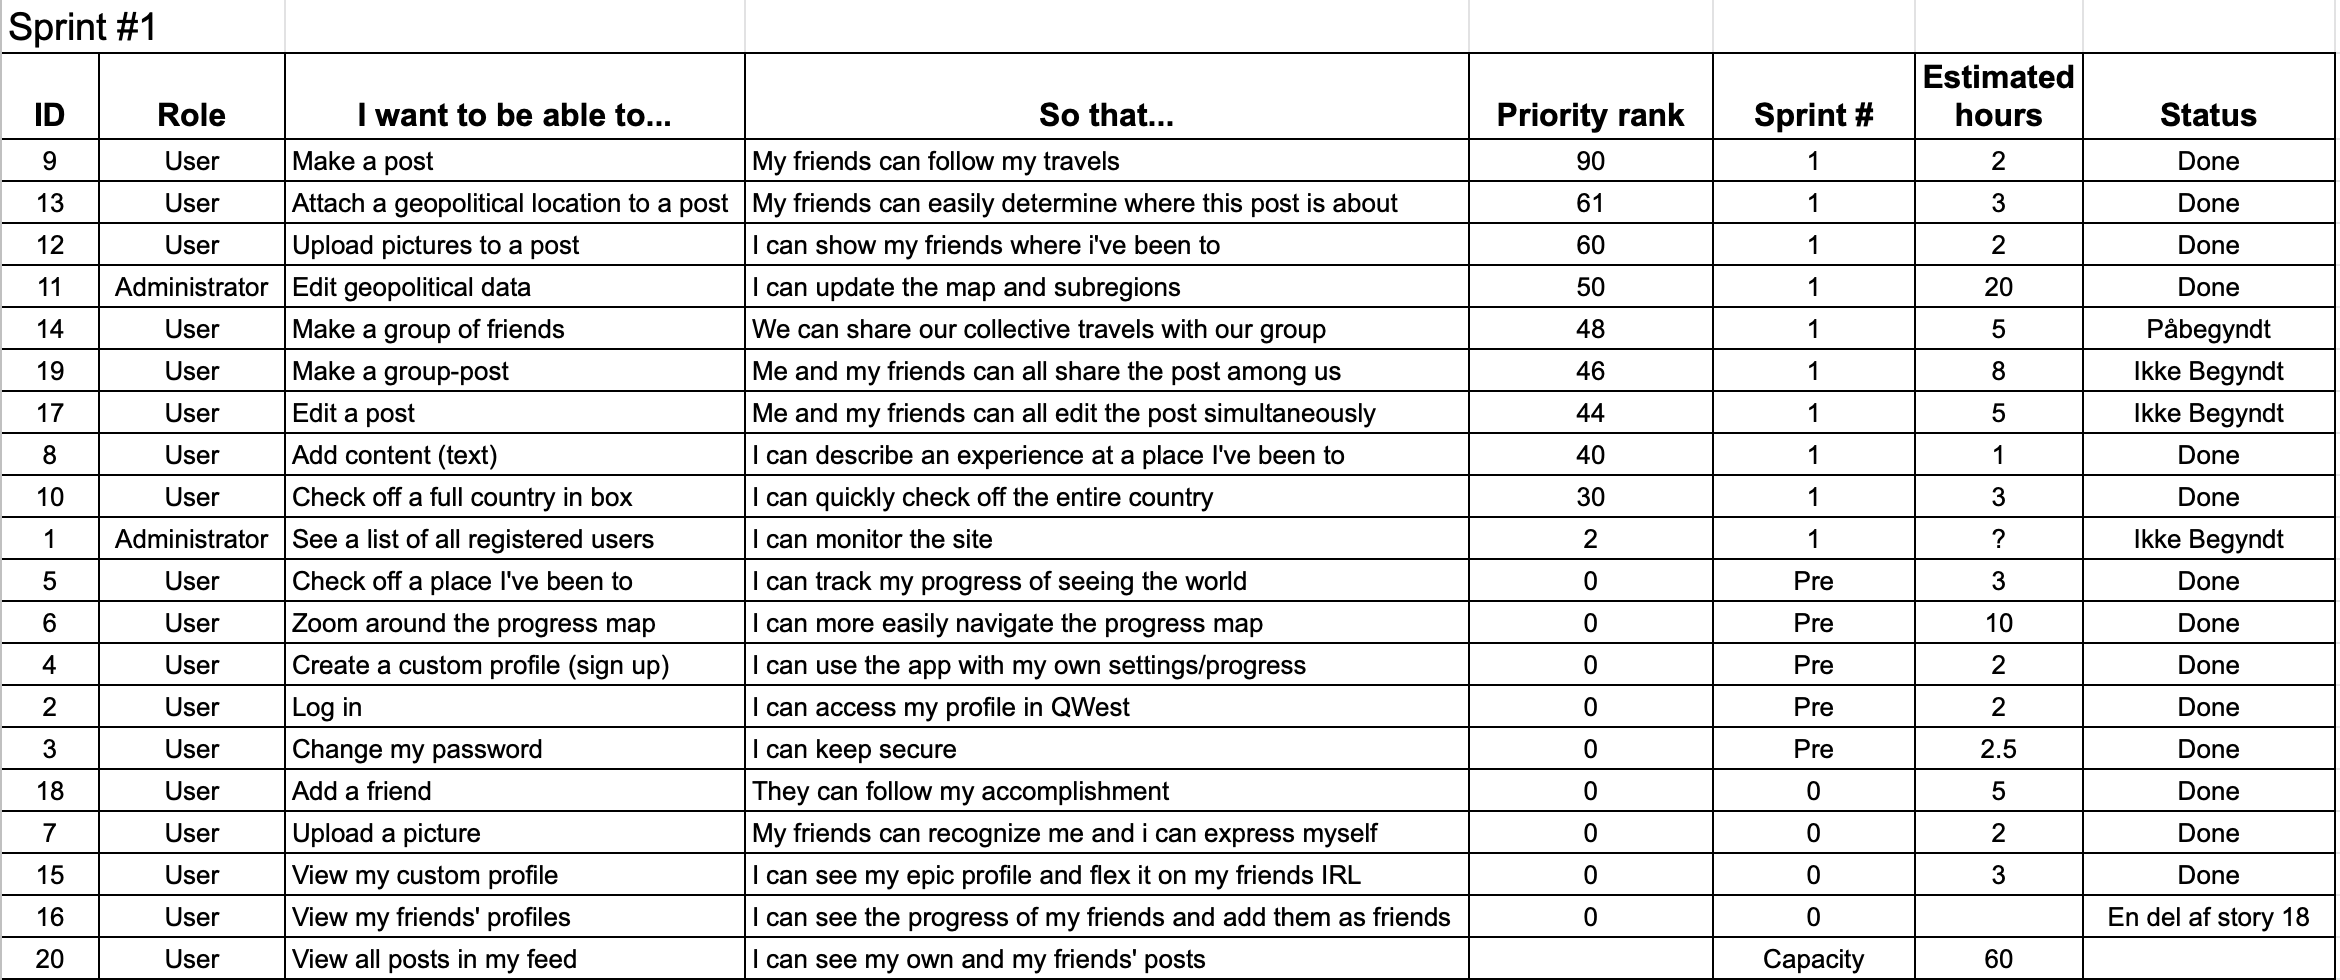 Sprint #1
ID Role I want to be able to... So that... Priority rank Sprint # Estimated hours Status
9 User Make a post My friends can follow my travels 90 1 2 Done
13 User Attach a geopolitical location to a post My friends can easily determine where this post is about 61 1 3 Done
12 User Upload pictures to a post I can show my friends where i've been to 60 1 2 Done
11 Administrator Edit geopolitical data I can update the map and subregions 50 1 20 Done
14 User Make a group of friends We can share our collective travels with our group 48 1 5 Påbegyndt
19 User Make a group-post Me and my friends can all share the post among us 46 1 8 Ikke Begyndt
17 User Edit a post Me and my friends can all edit the post simultaneously 44 1 5 Ikke Begyndt
8 User Add content (text) I can describe an experience at a place I've been to 40 1 1 Done
10 User Check off a full country in box I can quickly check off the entire country 30 1 3 Done
1 Administrator See a list of all registered users I can monitor the site 2 1 ? Ikke Begyndt
5 User Check off a place I've been to I can track my progress of seeing the world 0 Pre 3 Done
6 User Zoom around the progress map I can more easily navigate the progress map 0 Pre 10 Done
4 User Create a custom profile (sign up) I can use the app with my own settings/progress 0 Pre 2 Done
2 User Log in I can access my profile in QWest 0 Pre 2 Done
3 User Change my password I can keep secure 0 Pre 2.5 Done
18 User Add a friend They can follow my accomplishment 0 0 5 Done
7 User Upload a picture My friends can recognize me and i can express myself 0 0 2 Done
15 User View my custom profile I can see my epic profile and flex it on my friends IRL 0 0 3 Done
16 User View my friends' profiles I can see the progress of my friends and add them as friends 0 0 En del af story 18
20 User View all posts in my feed I can see my own and my friends' posts Capacity 60